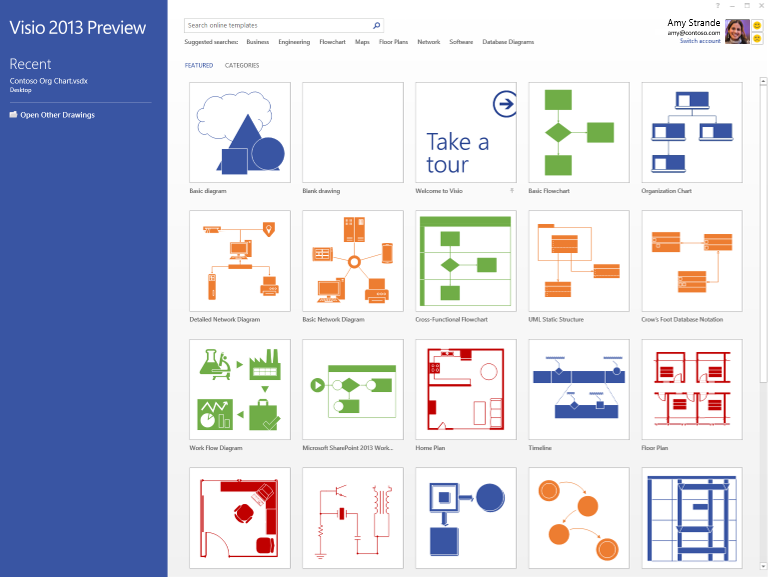 Visio 2013 Preview
Recent
Contoso Org Chart.vsdx
Desktop
Open Other Drawings
Search online templates
Suggested searches: Business Engineering Flowchart Maps Floor Plans Network Software Database Diagrams
Amy Strande
amy@contoso.com
Switch account
FEATURED CATEGORIES
Take a
tour
Basic diagram
Blank drawing
Welcome to Visio
Basic Flowchart
Organization Chart
Detailed Network Diagram
Basic Network Diagram
Cross-Functional Flowchart
UML Static Structure
Crow's Foot Database Notation
Work Flow Diagram
Microsoft SharePoint 2013 Work...
Home Plan
Timeline
Floor Plan